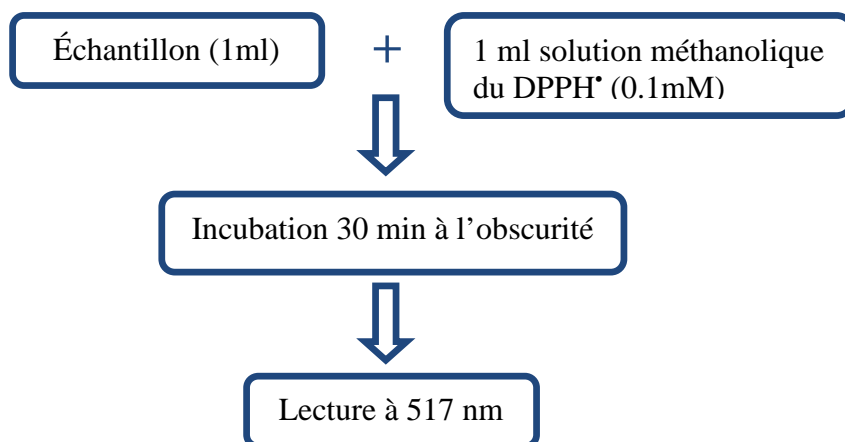 Échantillon (1ml)
+
1 ml solution méthanolique
du DPPH• (0.1mM)
Incubation 30 min à l’obscurité
Lecture à 517 nm